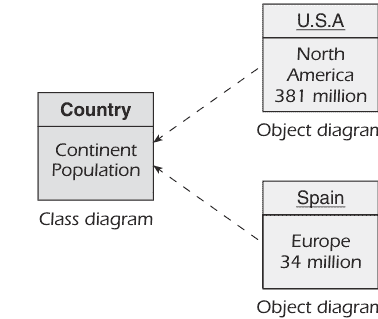 U.S.A
North
America
381 million
Object diagram
Country
Continent
Population
Class diagram
Spain
Europe
34 million
Object diagram